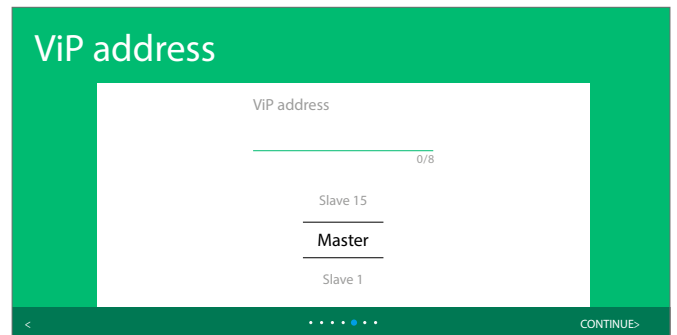 ViP address
ViP address
0/8
Slave 15
Master
Slave 1
< CONTINUE>